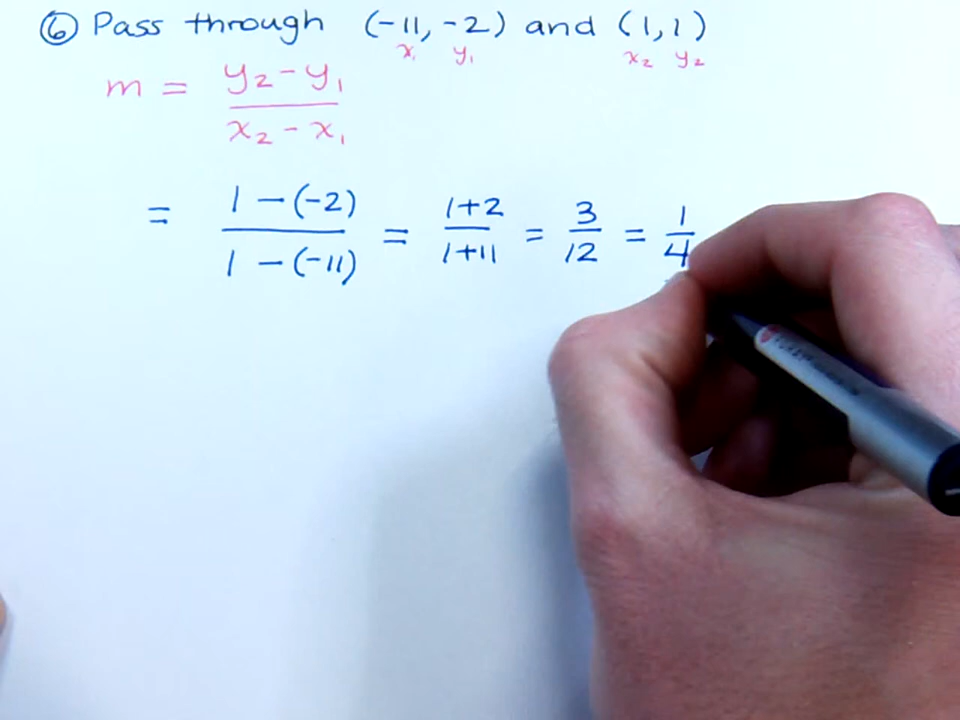 ⑥ Pass through (-11, -2) and (1, 1)
x₁ y₁ x₂ y₂
m = y₂ - y₁ / x₂ - x₁
= 1 - (-2) / 1 - (-11) = 1+2 / 1+11 = 3/12 = 1/4